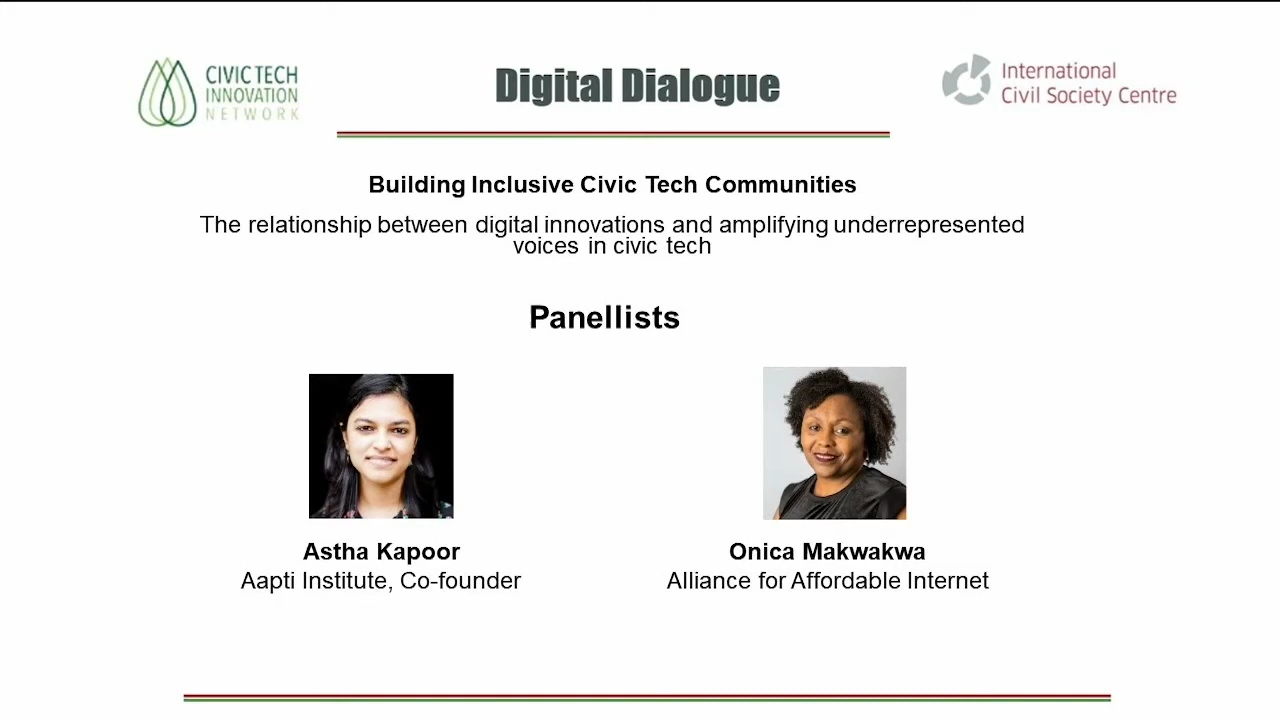 CIVIC TECH
INNOVATION
NETWORK
Digital Dialogue
International
Civil Society Centre
Building Inclusive Civic Tech Communities
The relationship between digital innovations and amplifying underrepresented
voices in civic tech
Panellists
Astha Kapoor
Aapti Institute, Co-founder
Onica Makwakwa
Alliance for Affordable Internet